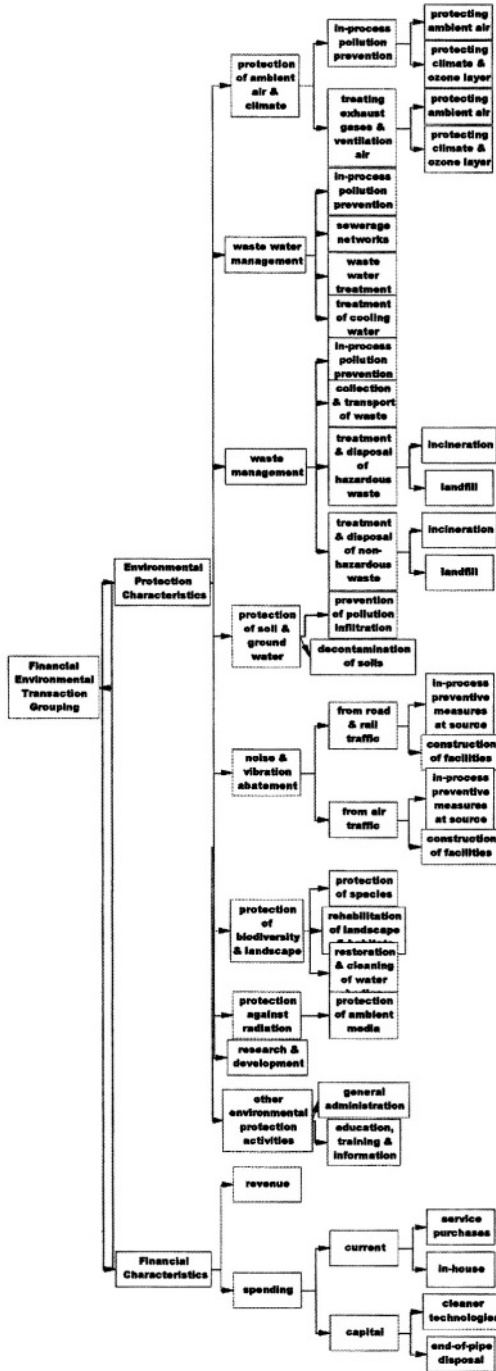 protecting
ambient air
in-process
pollution
prevention
protecting
climate &
ozone layer
protection
of ambient
air &
climate
protecting
ambient air
treating
exhaust
gases &
ventilation
air
protecting
climate &
ozone layer
in-process
pollution
prevention
sewerage
networks
waste water
management
waste
water
treatment
treatment
of cooling
water
in-process
pollution
prevention
collection
& transport
of waste
treatment
& disposal
of
hazardous
waste
incineration
landfill
waste
management
treatment
& disposal
of non-
hazardous
waste
incineration
landfill
Environmental
Protection
Characteristics
prevention
of pollution
infiltration
protection
of soil &
ground
water
decontamination
of soils
Financial
Environmental
Transaction
Grouping
in-process
preventive
measures
at source
from road
& rail
traffic
construction
of facilities
noise &
vibration
abatement
in-process
preventive
measures
at source
from air
traffic
construction
of facilities
protection
of species
protection
of
biodiversity
& landscape
rehabilitation
of landscape
restoration
& cleaning
of water
protection
against
radiation
protection
of ambient
media
research &
development
general
administration
other
environmental
protection
activities
education,
training &
information
revenue
Financial
Characteristics
service
purchases
current
in-house
spending
cleaner
technologies
capital
end-of-pipe
disposal